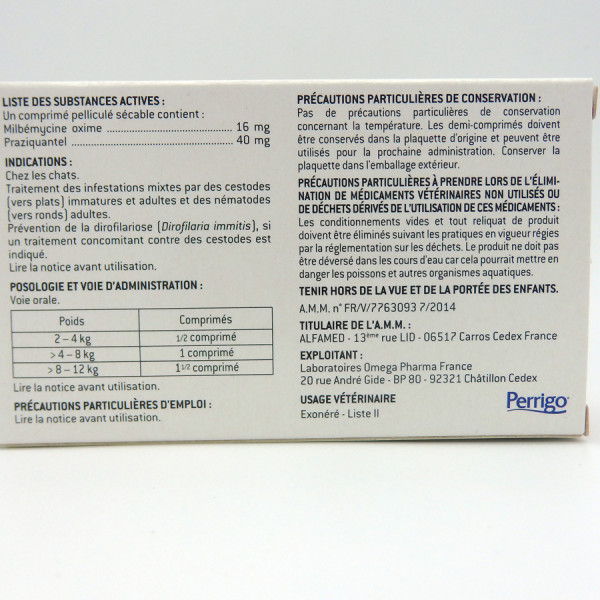 LISTE DES SUBSTANCES ACTIVES :
Un comprimé pelliculé sécable contient :
Milbémycine oxime ................................ 16 mg
Praziquantel .......................................... 40 mg
INDICATIONS :
Chez les chats.
Traitement des infestations mixtes par des cestodes
(vers plats) immatures et adultes et des nématodes
(vers ronds) adultes.
Prévention de la dirofilariose (Dirofilaria immitis), si
un traitement concomitant contre des cestodes est
indiqué.
Lire la notice avant utilisation.
POSOLOGIE ET VOIE D'ADMINISTRATION :
Voie orale.
Poids Comprimés
2 – 4 kg 1/2 comprimé
> 4 – 8 kg 1 comprimé
> 8 – 12 kg 1 1/2 comprimé
Lire la notice avant utilisation.
PRÉCAUTIONS PARTICULIÈRES D'EMPLOI :
Lire la notice avant utilisation.
PRÉCAUTIONS PARTICULIÈRES DE CONSERVATION :
Pas de précautions particulières de conservation
concernant la température. Les demi-comprimés doivent
être conservés dans la plaquette d'origine et peuvent être
utilisés pour la prochaine administration. Conserver la
plaquette dans l'emballage extérieur.
PRÉCAUTIONS PARTICULIÈRES À PRENDRE LORS DE L'ÉLIMI-
NATION DE MÉDICAMENTS VÉTÉRINAIRES NON UTILISÉS OU
DE DÉCHETS DÉRIVÉS DE L'UTILISATION DE CES MÉDICAMENTS :
Les conditionnements vides et tout reliquat de produit
doivent être éliminés suivant les pratiques en vigueur régies
par la réglementation sur les déchets. Le produit ne doit pas
être déversé dans les cours d'eau car cela pourrait mettre en
danger les poissons et autres organismes aquatiques.
TENIR HORS DE LA VUE ET DE LA PORTÉE DES ENFANTS.
A.M.M. n° FR/V/7763093 7/2014
TITULAIRE DE L'A.M.M. :
ALFAMED - 13ème rue LID - 06517 Carros Cedex France
EXPLOITANT :
Laboratoires Omega Pharma France
20 rue André Gide - BP 80 - 92321 Châtillon Cedex
USAGE VÉTÉRINAIRE
Exonéré - Liste II
Perrigo